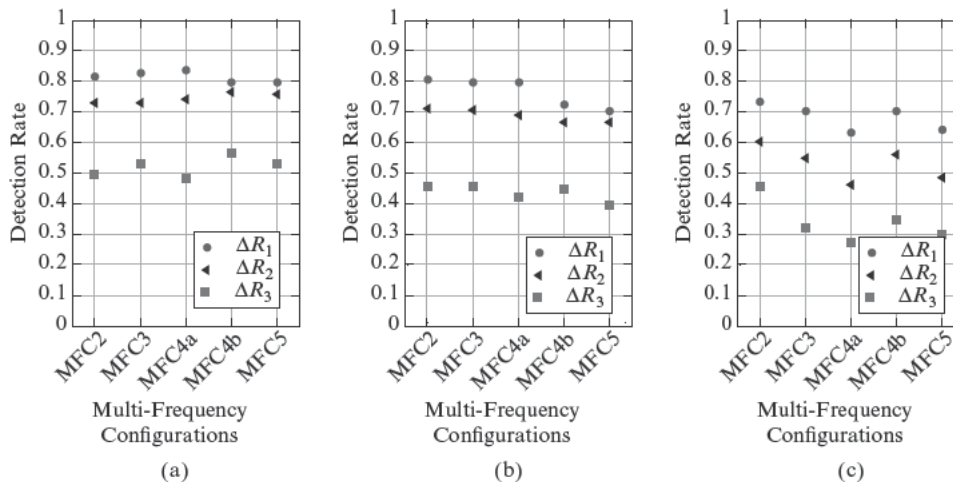 1
0.9
0.8
0.7
0.6
0.5
0.4
0.3
0.2
0.1
0
Detection Rate
ΔR1
ΔR2
ΔR3
MFC2
MFC3
MFC4a
MFC4b
MFC5
Multi-Frequency
Configurations
(a)
1
0.9
0.8
0.7
0.6
0.5
0.4
0.3
0.2
0.1
0
Detection Rate
ΔR1
ΔR2
ΔR3
MFC2
MFC3
MFC4a
MFC4b
MFC5
Multi-Frequency
Configurations
(b)
1
0.9
0.8
0.7
0.6
0.5
0.4
0.3
0.2
0.1
0
Detection Rate
ΔR1
ΔR2
ΔR3
MFC2
MFC3
MFC4a
MFC4b
MFC5
Multi-Frequency
Configurations
(c)